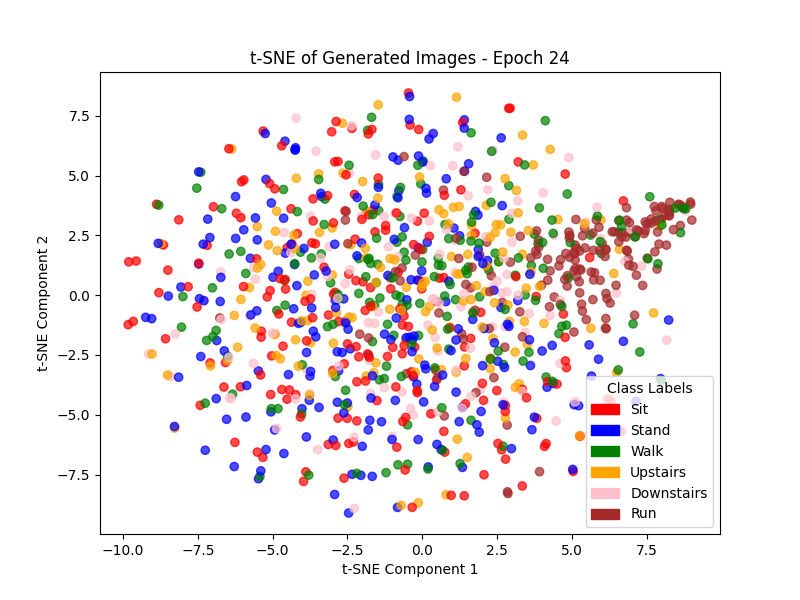 t-SNE of Generated Images - Epoch 24
t-SNE Component 2
7.5
5.0
2.5
0.0
−2.5
−5.0
−7.5
Class Labels
Sit
Stand
Walk
Upstairs
Downstairs
Run
−10.0 −7.5 −5.0 −2.5 0.0 2.5 5.0 7.5
t-SNE Component 1